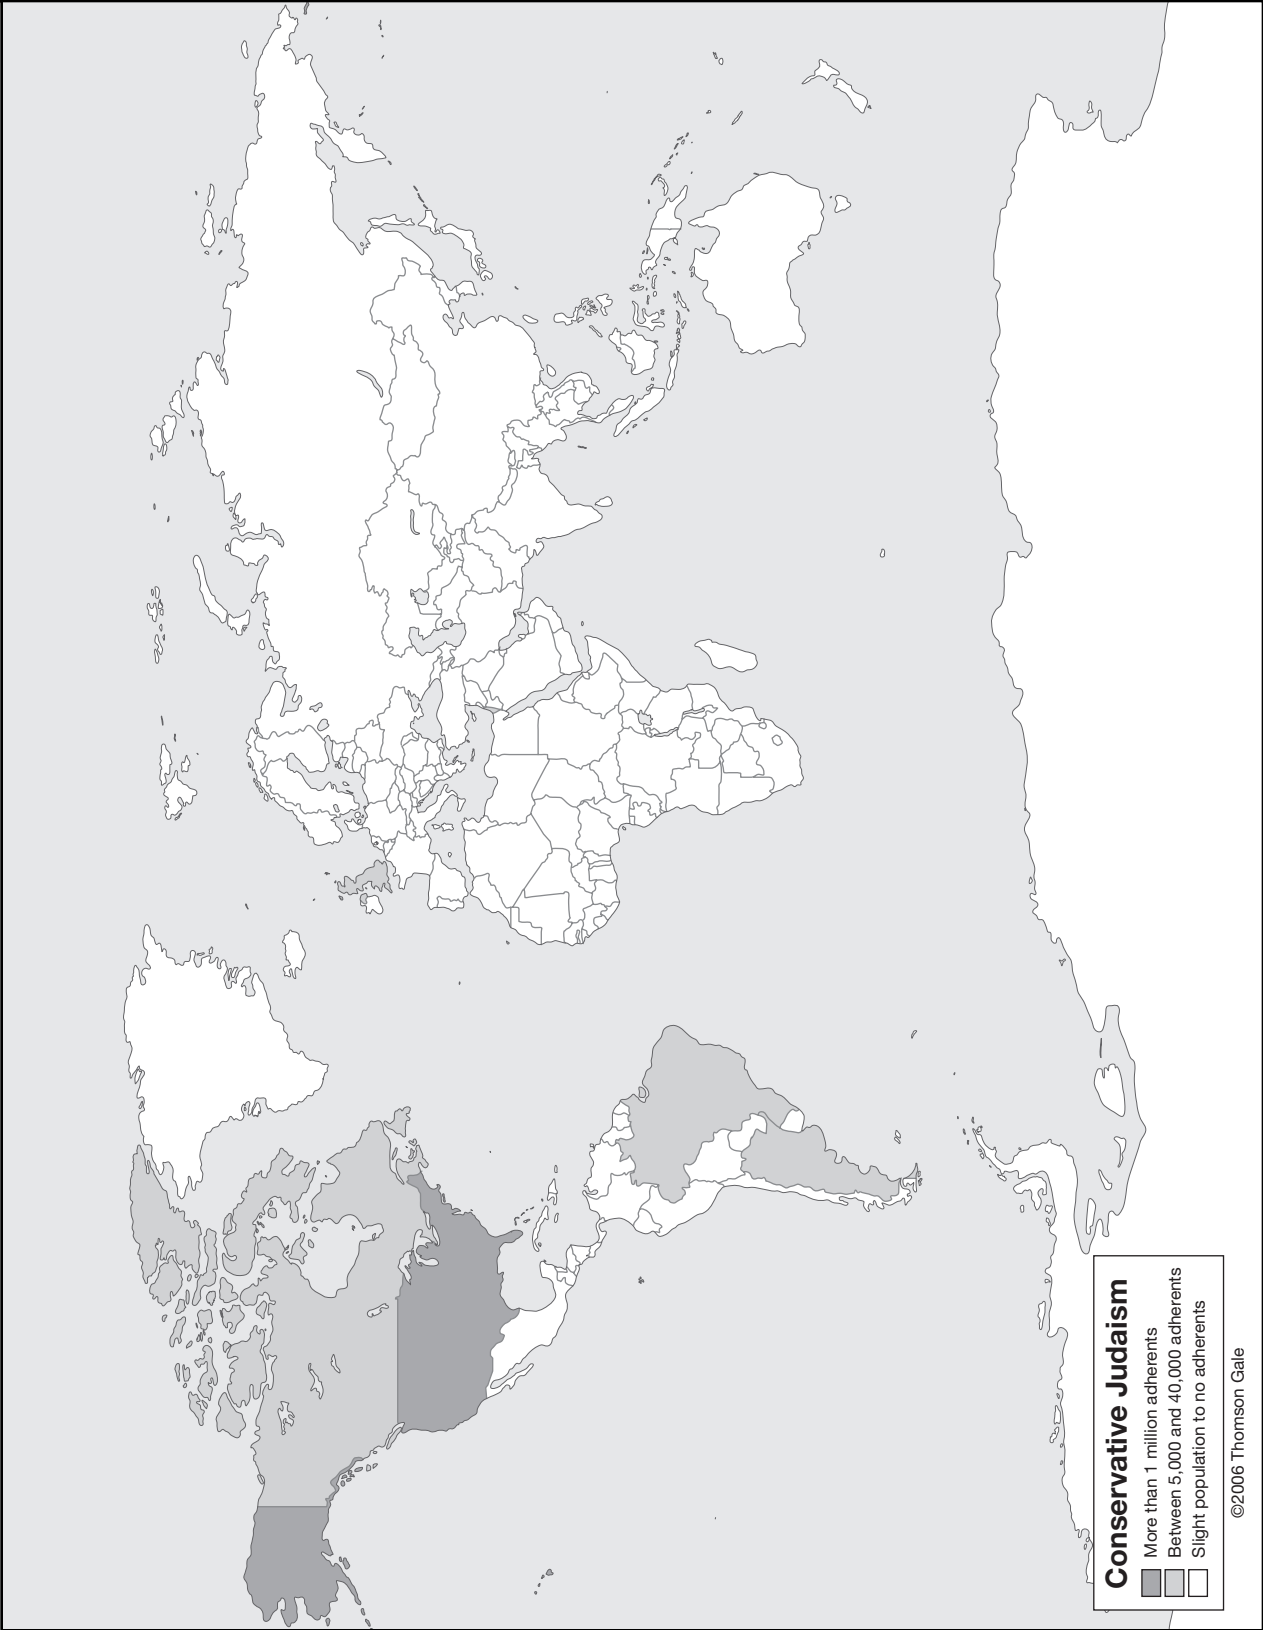 Conservative Judaism
More than 1 million adherents
Between 5,000 and 40,000 adherents
Slight population to no adherents
©2006 Thomson Gale